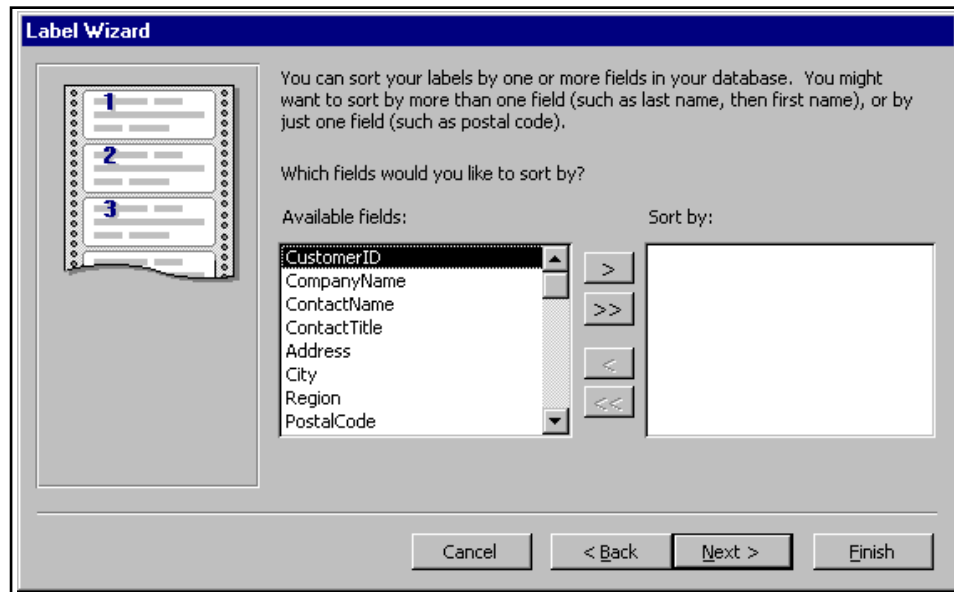 Label Wizard
1
2
3
You can sort your labels by one or more fields in your database. You might
want to sort by more than one field (such as last name, then first name), or by
just one field (such as postal code).
Which fields would you like to sort by?
Available fields:
Sort by:
CustomerID
CompanyName
ContactName
ContactTitle
Address
City
Region
PostalCode
>
>>
<
<<
Cancel
< Back
Next >
Finish